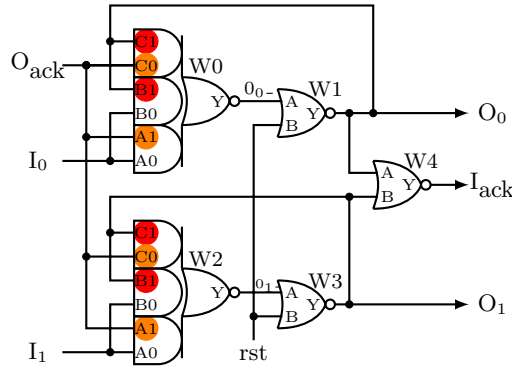 C1
O_ack C0 W0
B1 Y 0_0- A W1 Y O_0
B0 B
A1 W4
I_0 A0 A Y I_ack
B
C1
C0 W2
B1 Y 0_1- A W3 Y O_1
B0 B
A1
I_1 A0 rst